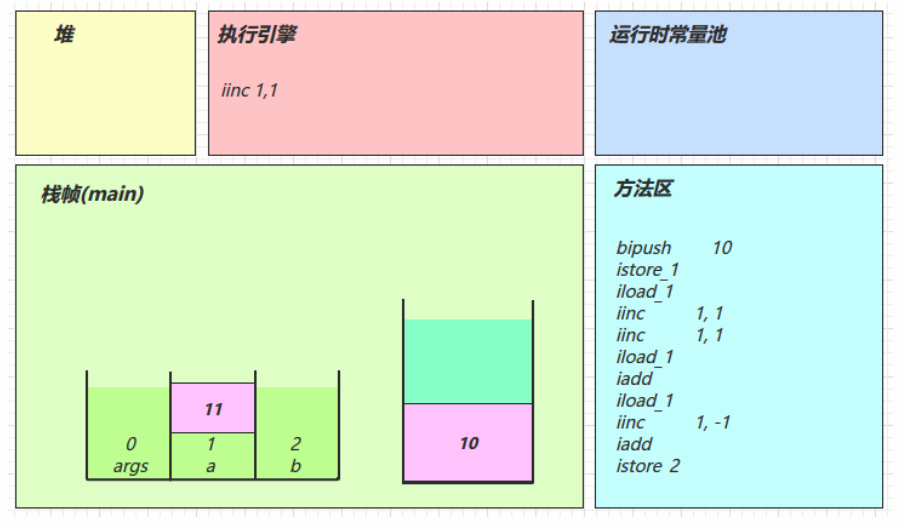 堆
执行引擎
iinc 1,1
运行时常量池
栈帧(main)
11
0
1
2
args
a
b
10
方法区
bipush 10
istore_1
iload_1
iinc 1, 1
iinc 1, 1
iload_1
iadd
iload_1
iinc 1, -1
iadd
istore 2